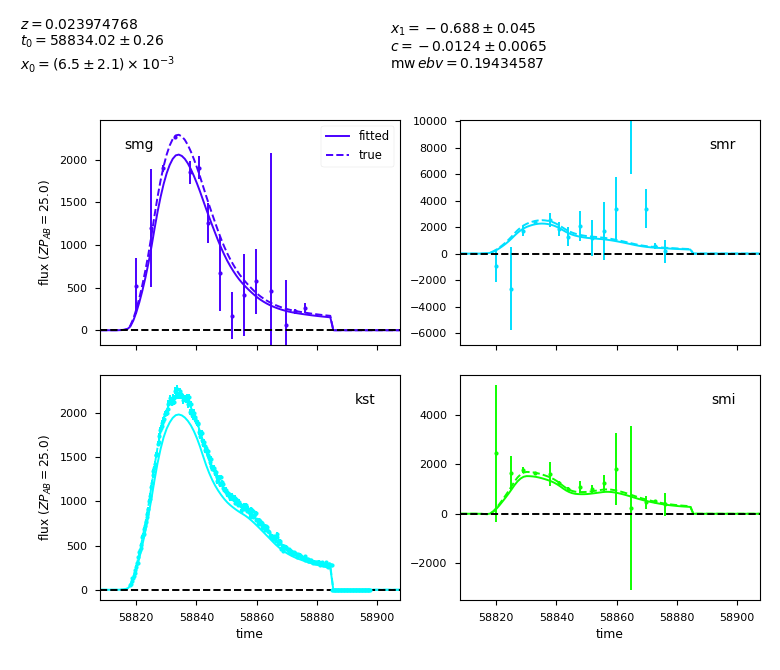 z = 0.023974768
t₀ = 58834.02 ± 0.26
x₀ = (6.5 ± 2.1) × 10⁻³
x₁ = −0.688 ± 0.045
c = −0.0124 ± 0.0065
mw ebv = 0.19434587
smg
fitted
true
flux (ZP_AB = 25.0)
2000
1500
1000
500
0
smr
10000
8000
6000
4000
2000
0
−2000
−4000
−6000
kst
flux (ZP_AB = 25.0)
2000
1500
1000
500
0
58820 58840 58860 58880 58900
time
smi
4000
2000
0
−2000
58820 58840 58860 58880 58900
time